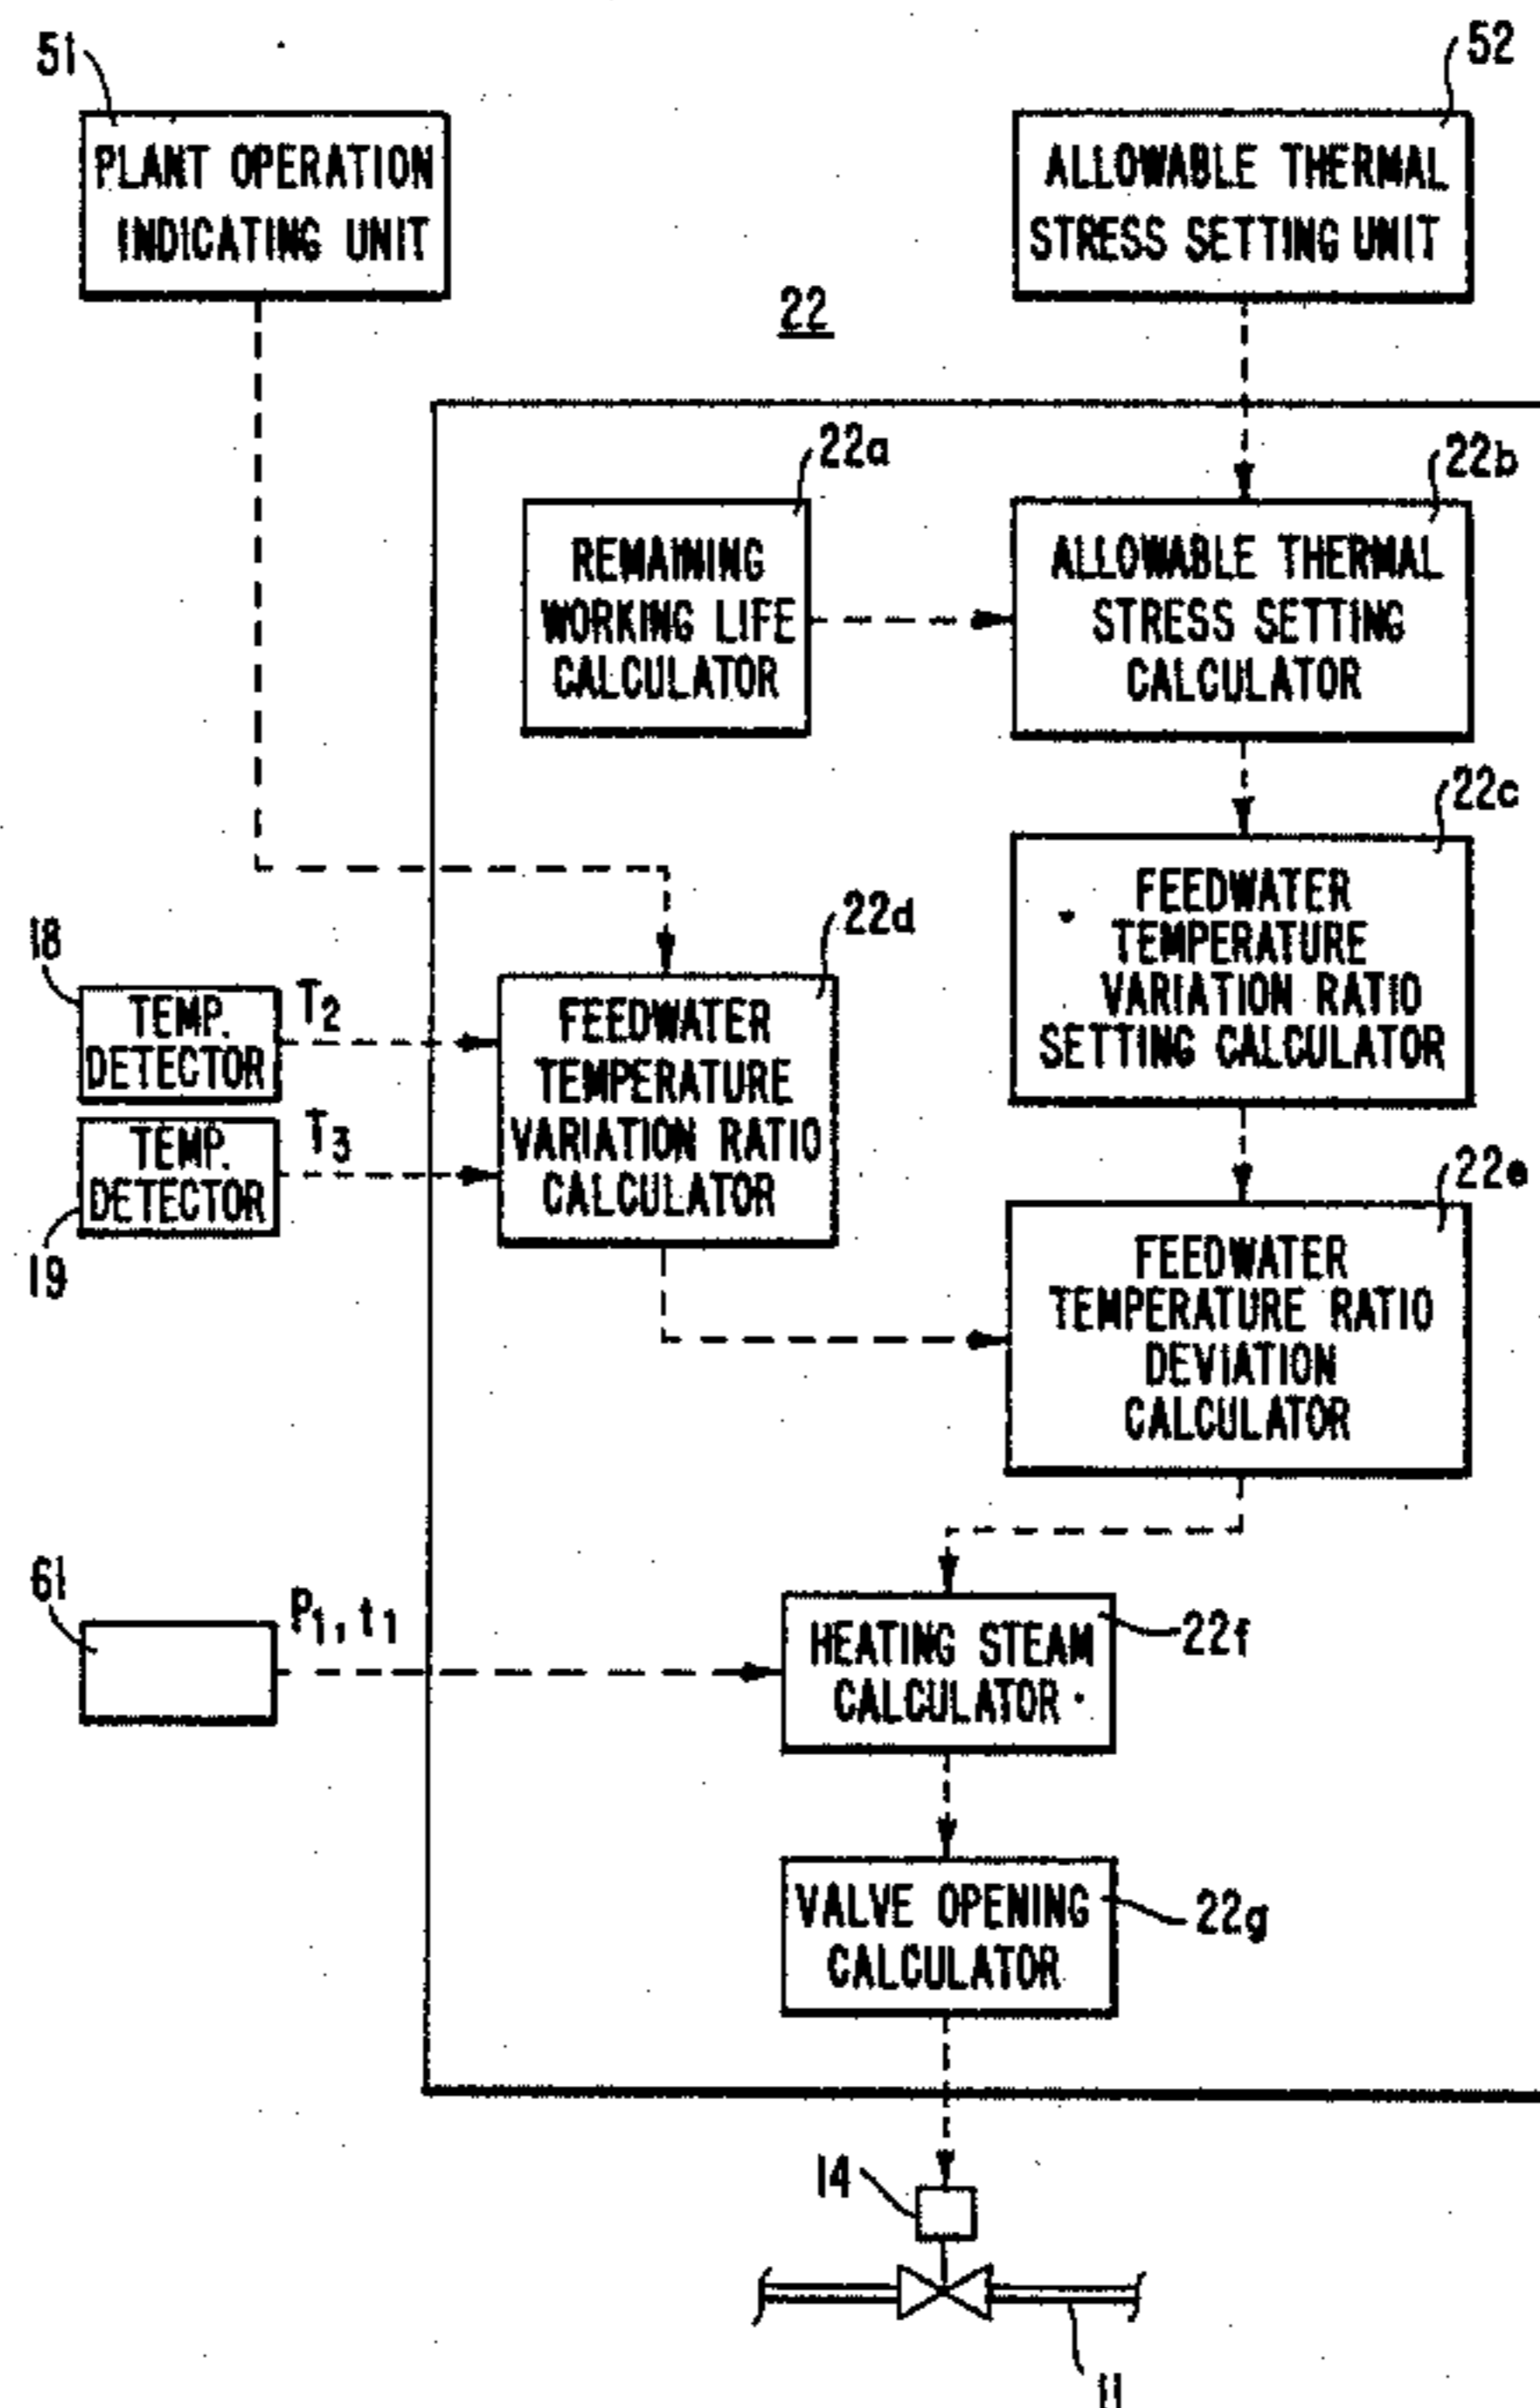 51
52
PLANT OPERATION
INDICATING UNIT
ALLOWABLE THERMAL
STRESS SETTING UNIT
22
22a
22b
REMAINING
WORKING LIFE
CALCULATOR
ALLOWABLE THERMAL
STRESS SETTING
CALCULATOR
22c
FEEDWATER
TEMPERATURE
VARIATION RATIO
SETTING CALCULATOR
22d
18
TEMP.
DETECTOR
T2
FEEDWATER
TEMPERATURE
VARIATION RATIO
CALCULATOR
TEMP.
DETECTOR
T3
19
22e
FEEDWATER
TEMPERATURE RATIO
DEVIATION
CALCULATOR
61
P1, t1
HEATING STEAM
CALCULATOR
22f
VALVE OPENING
CALCULATOR
22g
14
11